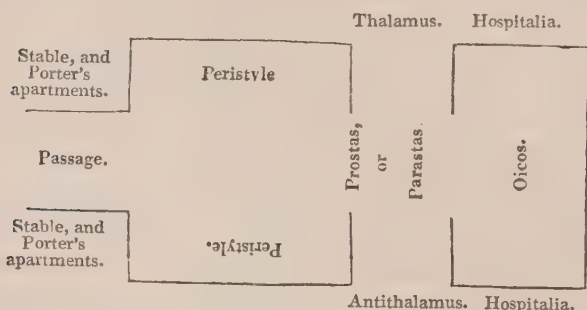 Thalamus. Hospitalia.
Stable, and
Porter's
apartments.
Peristyle
Passage.
Prostas,
or
Parastas.
Oicos.
Stable, and
Porter's
apartments.
Peristyle.
Antithalamus. Hospitalia.